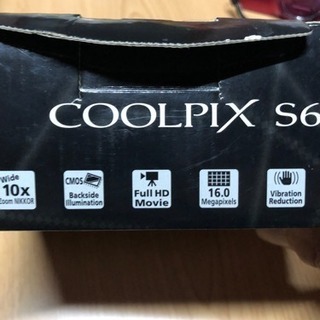 COOLPIX S6
Wide
10x
Zoom NIKKOR
CMOS
Backside
Illumination
Full HD
Movie
16.0
Megapixels
Vibration
Reduction